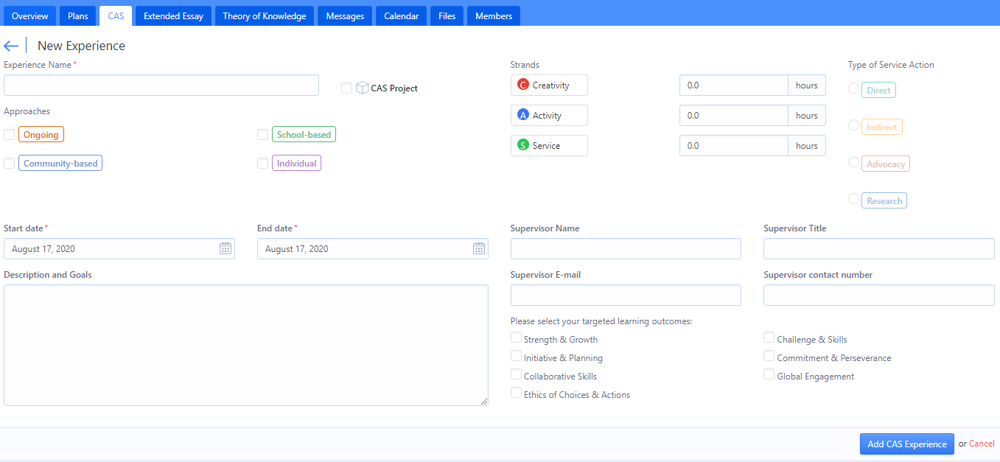 Overview Plans CAS Extended Essay Theory of Knowledge Messages Calendar Files Members
New Experience
Experience Name*
CAS Project
Approaches
Ongoing School-based
Community-based Individual
Strands
C Creativity 0.0 hours
A Activity 0.0 hours
S Service 0.0 hours
Type of Service Action
Direct
Indirect
Advocacy
Research
Start date* End date*
August 17, 2020 August 17, 2020
Description and Goals
Supervisor Name Supervisor Title
Supervisor E-mail Supervisor contact number
Please select your targeted learning outcomes:
Strength & Growth Challenge & Skills
Initiative & Planning Commitment & Perseverance
Collaborative Skills Global Engagement
Ethics of Choices & Actions
Add CAS Experience or Cancel